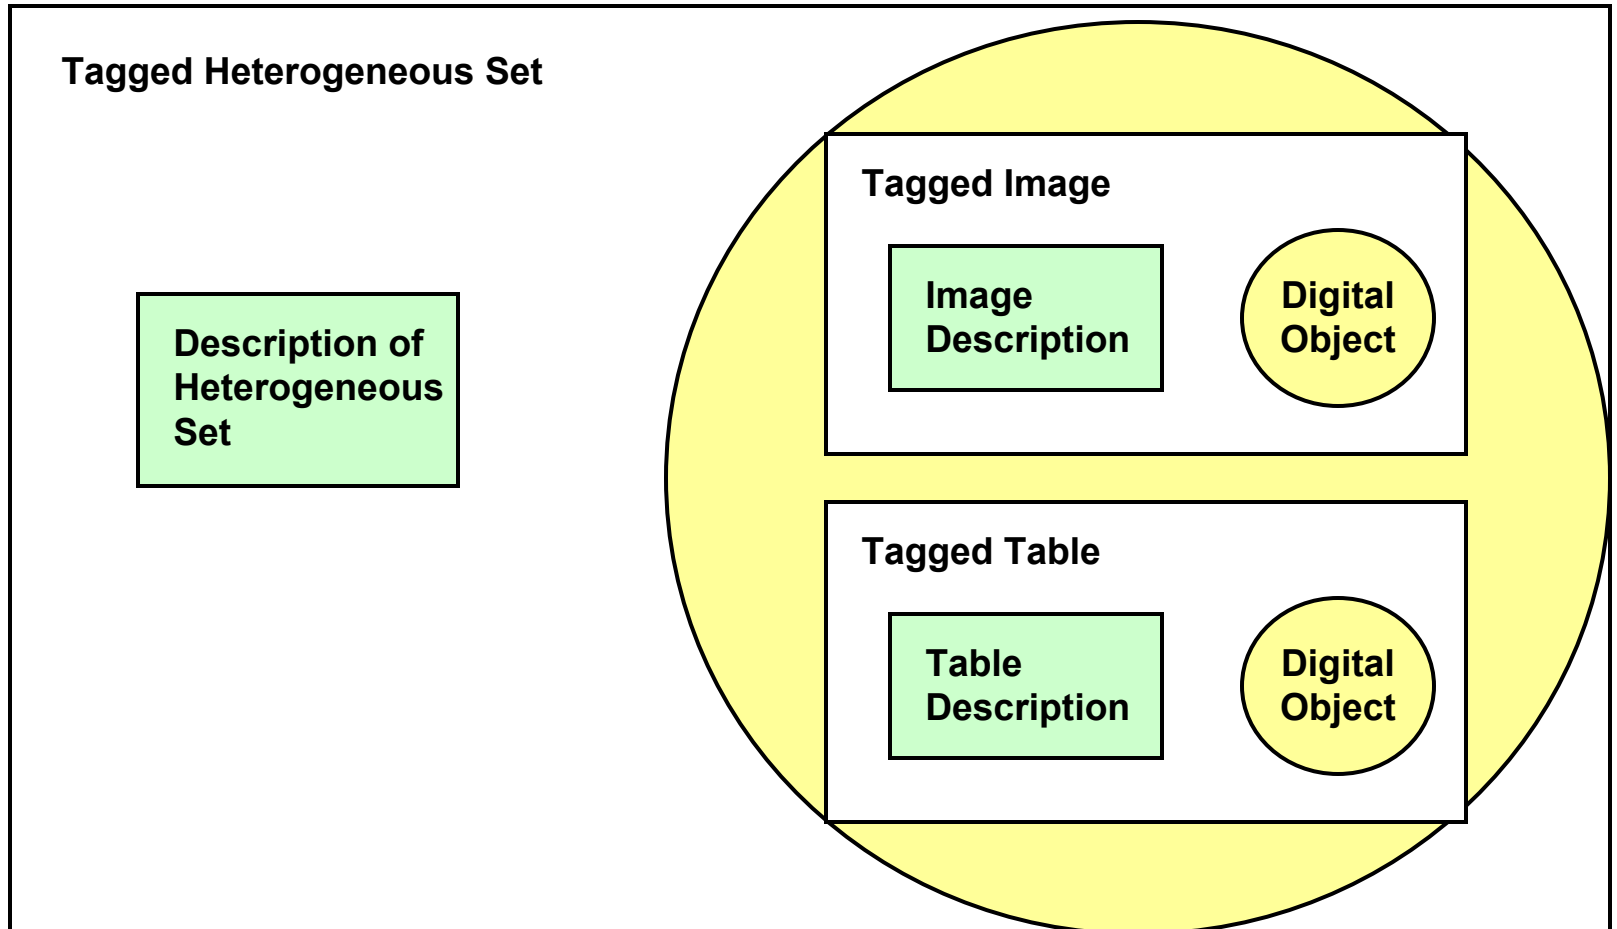 Tagged Heterogeneous Set
Description of
Heterogeneous
Set
Tagged Image
Image
Description
Digital
Object
Tagged Table
Table
Description
Digital
Object